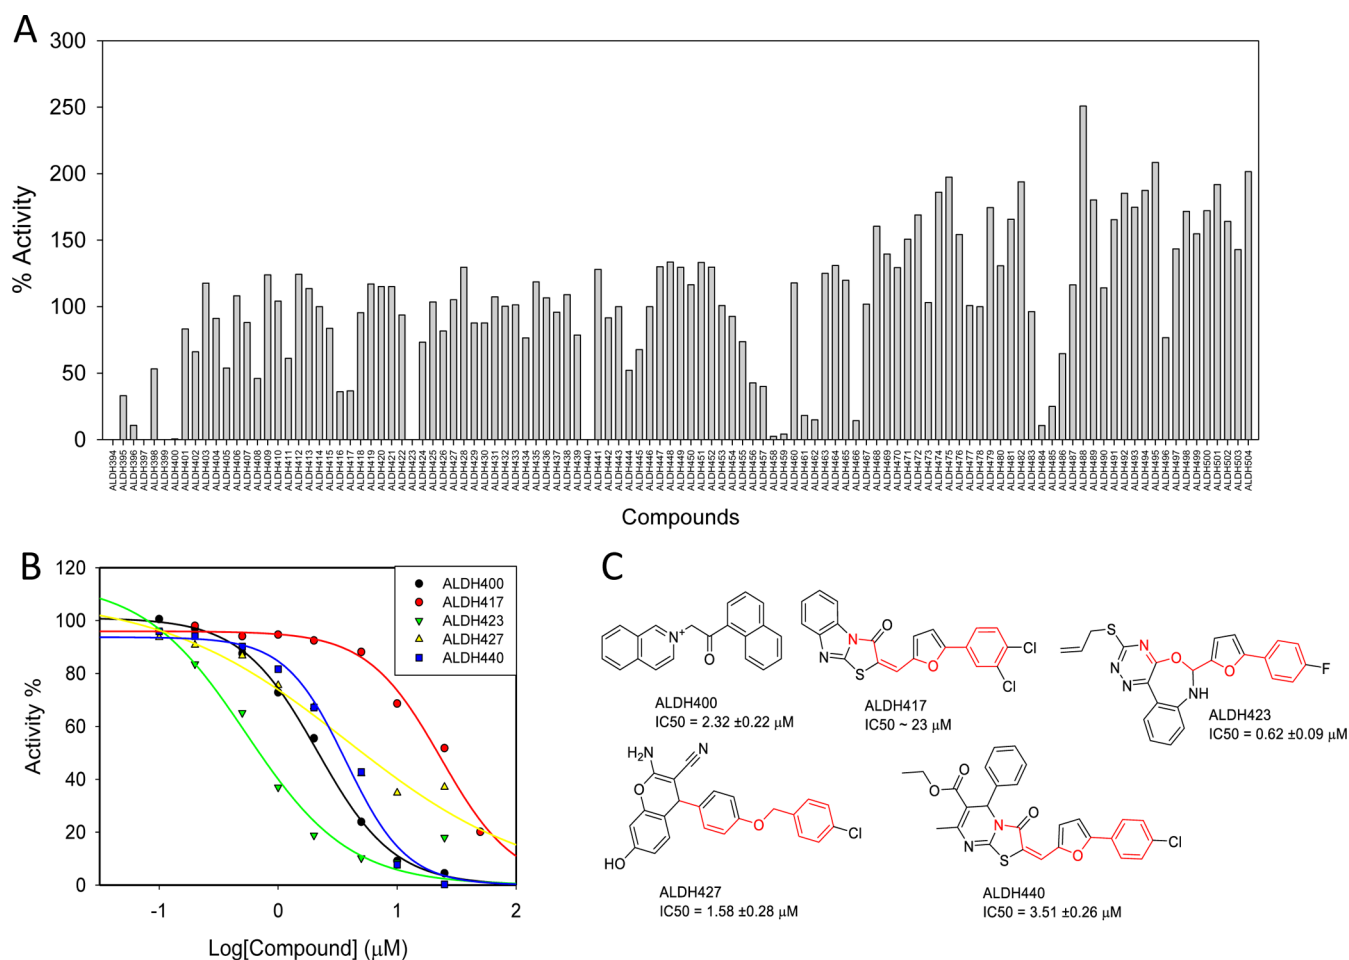 A
300
250
200
150
100
50
0
% Activity
ALDH394
ALDH395
ALDH396
ALDH397
ALDH398
ALDH399
ALDH400
ALDH401
ALDH402
ALDH403
ALDH404
ALDH405
ALDH406
ALDH407
ALDH408
ALDH409
ALDH410
ALDH411
ALDH412
ALDH413
ALDH414
ALDH415
ALDH416
ALDH417
ALDH418
ALDH419
ALDH420
ALDH421
ALDH422
ALDH423
ALDH424
ALDH425
ALDH426
ALDH427
ALDH428
ALDH429
ALDH430
ALDH431
ALDH432
ALDH433
ALDH434
ALDH435
ALDH436
ALDH437
ALDH438
ALDH439
ALDH440
ALDH441
ALDH442
ALDH443
ALDH444
ALDH445
ALDH446
ALDH447
ALDH448
ALDH449
ALDH450
ALDH451
ALDH452
ALDH453
ALDH454
ALDH455
ALDH456
ALDH457
ALDH458
ALDH459
ALDH460
ALDH461
ALDH462
ALDH463
ALDH464
ALDH465
ALDH466
ALDH467
ALDH468
ALDH469
ALDH470
ALDH471
ALDH472
ALDH473
ALDH474
ALDH475
ALDH476
ALDH477
ALDH478
ALDH479
ALDH480
ALDH481
ALDH482
ALDH483
ALDH484
ALDH485
ALDH486
ALDH487
ALDH488
ALDH489
ALDH490
ALDH491
ALDH492
ALDH493
ALDH494
ALDH495
ALDH496
ALDH497
ALDH498
ALDH499
ALDH500
ALDH501
ALDH502
ALDH503
ALDH504
Compounds
B
120
100
80
60
40
20
0
Activity %
ALDH400
ALDH417
ALDH423
ALDH427
ALDH440
-1
0
1
2
Log[Compound] (μM)
C
N+
O
ALDH400
IC50 = 2.32 ±0.22 μM
O
N
N
S
O
Cl
Cl
ALDH417
IC50 ~ 23 μM
S
N
N
N
O
O
NH
F
ALDH423
IC50 = 0.62 ±0.09 μM
NH2
N
O
HO
O
Cl
ALDH427
IC50 = 1.58 ±0.28 μM
O
O
O
N
N
S
O
Cl
ALDH440
IC50 = 3.51 ±0.26 μM